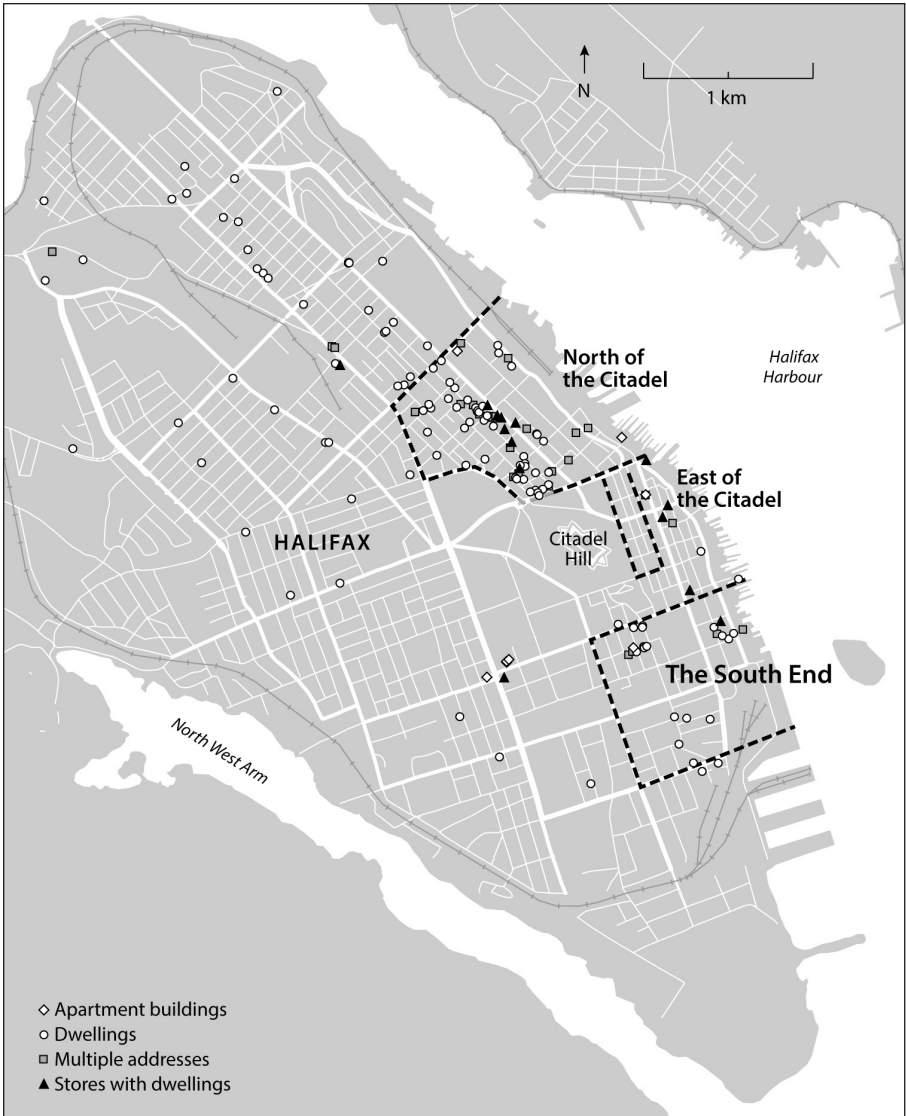 N
1 km
North of
the Citadel
Halifax
Harbour
East of
the Citadel
HALIFAX
Citadel
Hill
The South End
North West Arm
Apartment buildings
Dwellings
Multiple addresses
Stores with dwellings